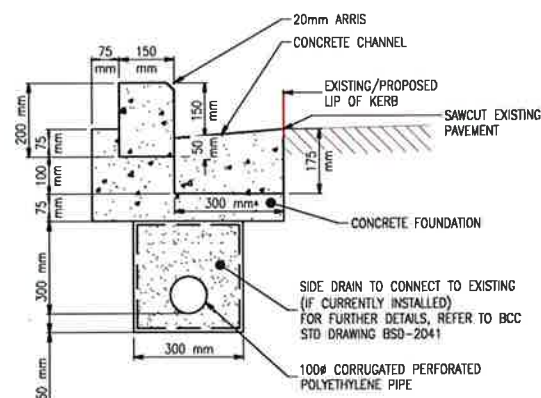 20mm ARRIS
75 mm
150 mm
CONCRETE CHANNEL
EXISTING/PROPOSED
LIP OF KERB
200 mm
150 mm
SAWCUT EXISTING
PAVEMENT
75 mm
50 mm
175 mm
100 mm
75 mm
300 mm*
CONCRETE FOUNDATION
300 mm
SIDE DRAIN TO CONNECT TO EXISTING
(IF CURRENTLY INSTALLED)
FOR FURTHER DETAILS, REFER TO BCC
STD DRAWING BSD-2041
300 mm
100ø CORRUGATED PERFORATED
POLYETHYLENE PIPE